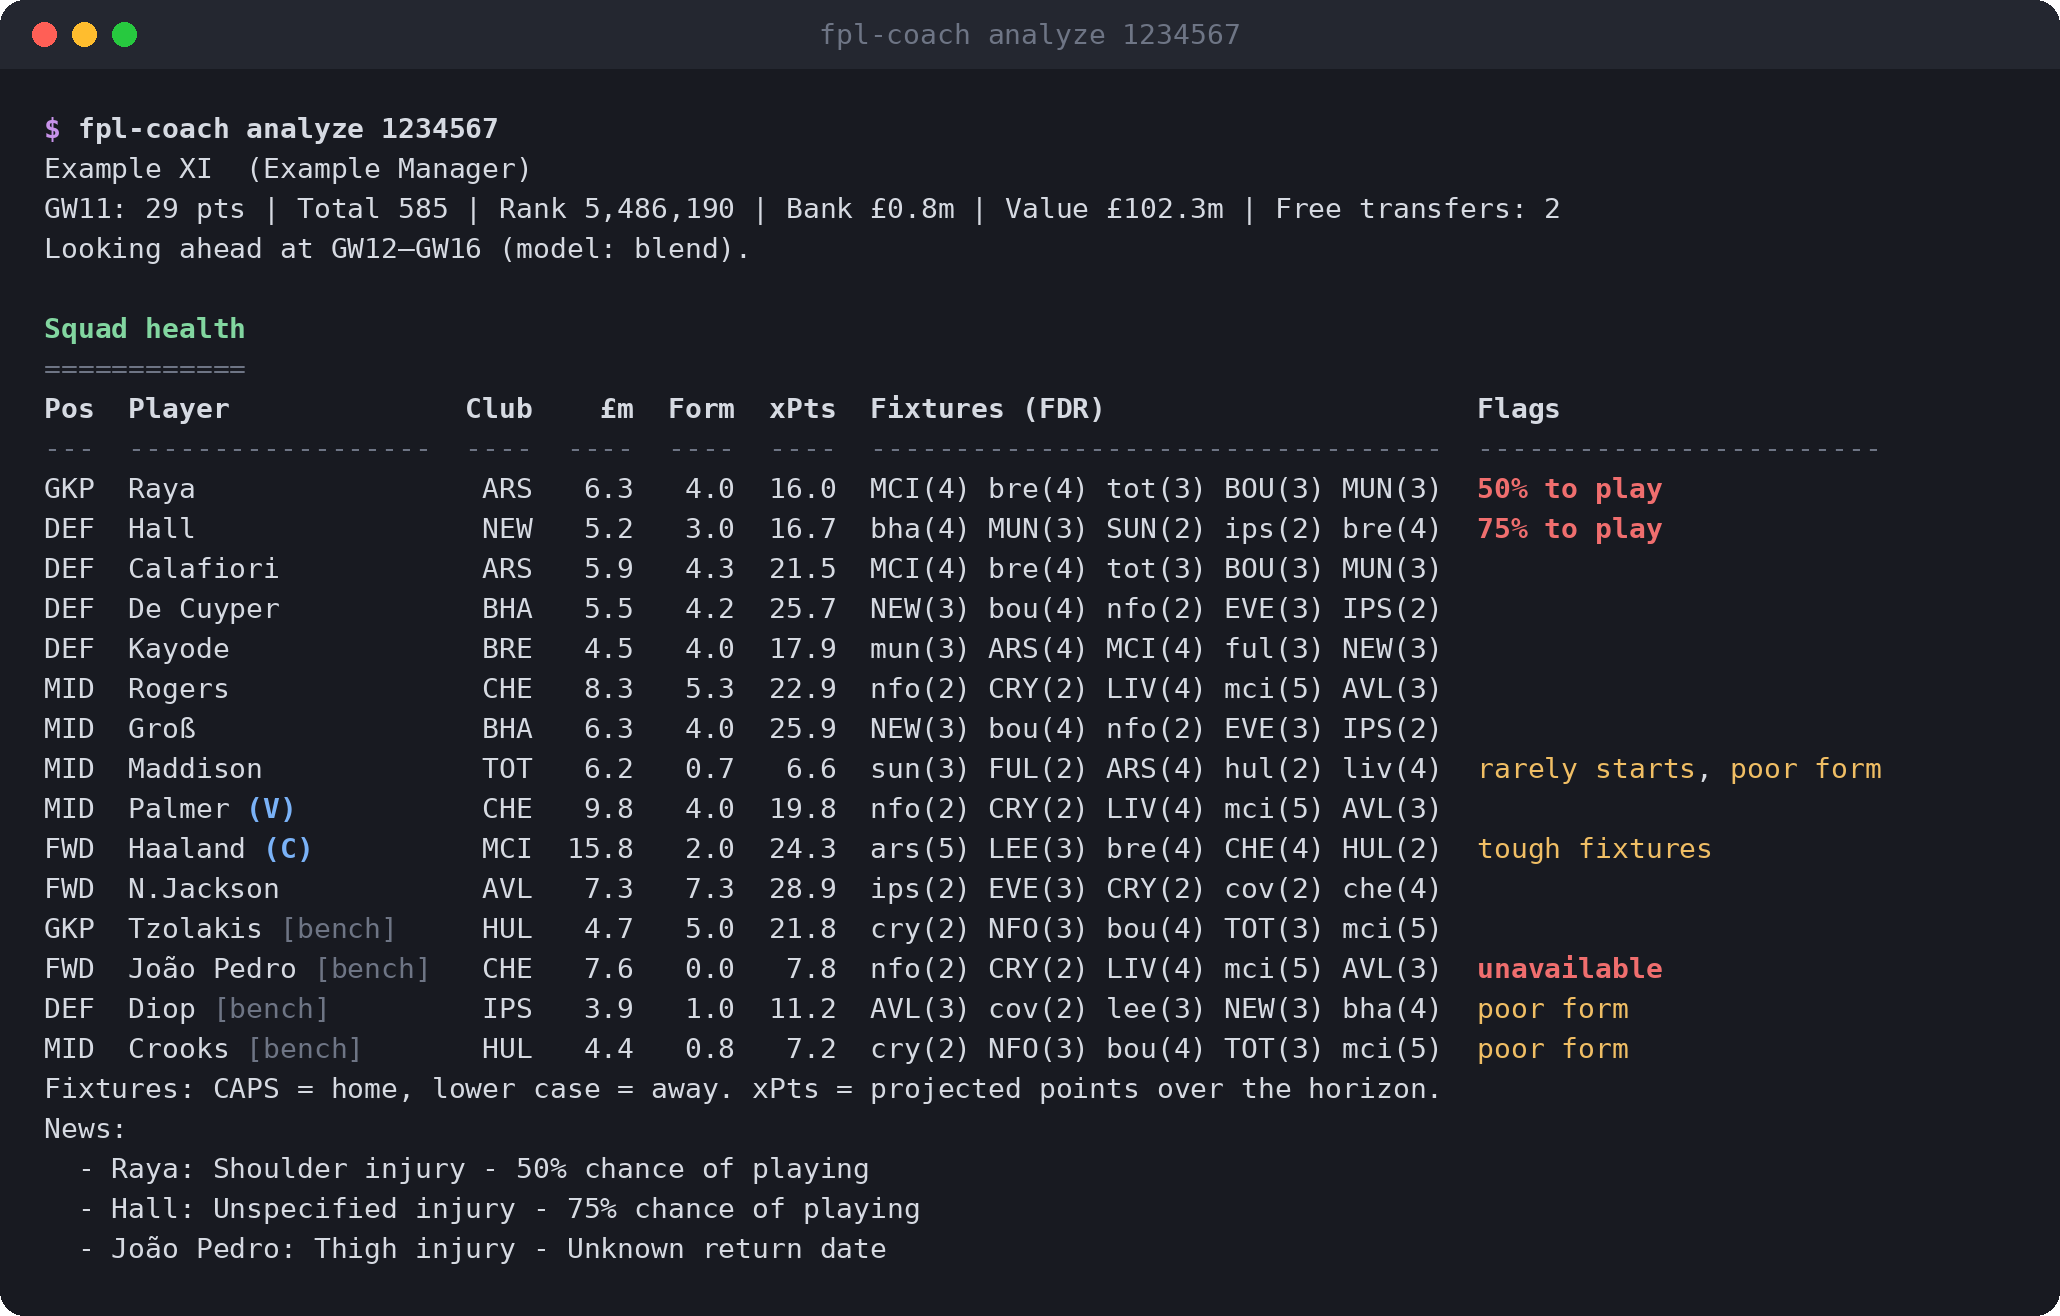 fpl-coach analyze 1234567
$ fpl-coach analyze 1234567
Example XI  (Example Manager)
GW11: 29 pts | Total 585 | Rank 5,486,190 | Bank £0.8m | Value £102.3m | Free transfers: 2
Looking ahead at GW12–GW16 (model: blend).
Squad health
============
Pos  Player              Club    £m  Form  xPts  Fixtures (FDR)                      Flags
---  ------------------  ----  ----  ----  ----  ----------------------------------  ------------------------
GKP  Raya                 ARS   6.3   4.0  16.0  MCI(4) bre(4) tot(3) BOU(3) MUN(3)  50% to play
DEF  Hall                 NEW   5.2   3.0  16.7  bha(4) MUN(3) SUN(2) ips(2) bre(4)  75% to play
DEF  Calafiori            ARS   5.9   4.3  21.5  MCI(4) bre(4) tot(3) BOU(3) MUN(3)
DEF  De Cuyper            BHA   5.5   4.2  25.7  NEW(3) bou(4) nfo(2) EVE(3) IPS(2)
DEF  Kayode               BRE   4.5   4.0  17.9  mun(3) ARS(4) MCI(4) ful(3) NEW(3)
MID  Rogers               CHE   8.3   5.3  22.9  nfo(2) CRY(2) LIV(4) mci(5) AVL(3)
MID  Groß                 BHA   6.3   4.0  25.9  NEW(3) bou(4) nfo(2) EVE(3) IPS(2)
MID  Maddison             TOT   6.2   0.7   6.6  sun(3) FUL(2) ARS(4) hul(2) liv(4)  rarely starts, poor form
MID  Palmer (V)           CHE   9.8   4.0  19.8  nfo(2) CRY(2) LIV(4) mci(5) AVL(3)
FWD  Haaland (C)          MCI  15.8   2.0  24.3  ars(5) LEE(3) bre(4) CHE(4) HUL(2)  tough fixtures
FWD  N.Jackson            AVL   7.3   7.3  28.9  ips(2) EVE(3) CRY(2) cov(2) che(4)
GKP  Tzolakis [bench]     HUL   4.7   5.0  21.8  cry(2) NFO(3) bou(4) TOT(3) mci(5)
FWD  João Pedro [bench]   CHE   7.6   0.0   7.8  nfo(2) CRY(2) LIV(4) mci(5) AVL(3)  unavailable
DEF  Diop [bench]         IPS   3.9   1.0  11.2  AVL(3) cov(2) lee(3) NEW(3) bha(4)  poor form
MID  Crooks [bench]       HUL   4.4   0.8   7.2  cry(2) NFO(3) bou(4) TOT(3) mci(5)  poor form
Fixtures: CAPS = home, lower case = away. xPts = projected points over the horizon.
News:
  - Raya: Shoulder injury - 50% chance of playing
  - Hall: Unspecified injury - 75% chance of playing
  - João Pedro: Thigh injury - Unknown return date